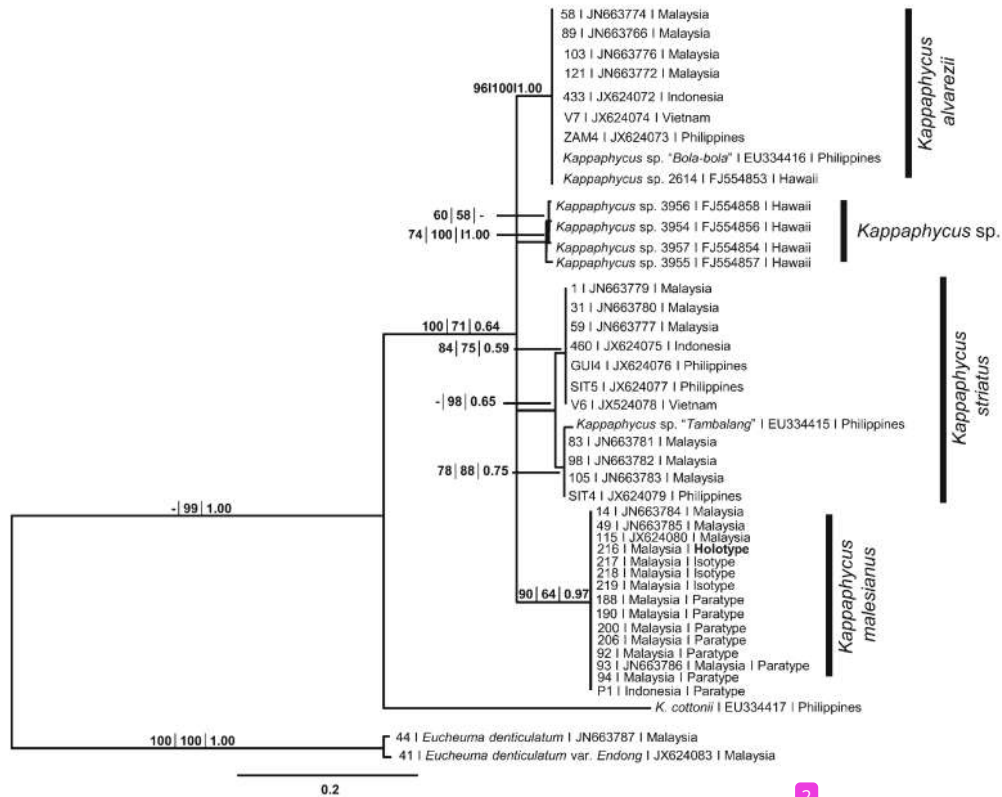 58 I JN663774 I Malaysia
89 I JN663766 I Malaysia
103 I JN663776 I Malaysia
121 I JN663772 I Malaysia
96I100I1.00
433 I JX624072 I Indonesia
V7 I JX624074 I Vietnam
ZAM4 I JX624073 I Philippines
Kappaphycus sp. "Bola-bola" I EU334416 I Philippines
Kappaphycus sp. 2614 I FJ554853 I Hawaii
Kappaphycus
alvarezii
Kappaphycus sp. 3956 I FJ554858 I Hawaii
60 | 58 | -
Kappaphycus sp. 3954 I FJ554856 I Hawaii
74 | 100 | I1.00
Kappaphycus sp. 3957 I FJ554854 I Hawaii
Kappaphycus sp. 3955 I FJ554857 I Hawaii
Kappaphycus sp.
1 I JN663779 I Malaysia
31 I JN663780 I Malaysia
59 I JN663777 I Malaysia
100 | 71 | 0.64
460 I JX624075 I Indonesia
84 | 75 | 0.59
GUI4 I JX624076 I Philippines
SIT5 I JX624077 I Philippines
-| 98 | 0.65
V6 I JX524078 I Vietnam
Kappaphycus sp. "Tambalang" I EU334415 I Philippines
83 I JN663781 I Malaysia
98 I JN663782 I Malaysia
78 | 88 | 0.75
105 I JN663783 I Malaysia
SIT4 I JX624079 I Philippines
Kappaphycus
striatus
14 I JN663784 I Malaysia
-| 99 | 1.00
49 I JN663785 I Malaysia
115 I JX624080 I Malaysia
216 I Malaysia I Holotype
217 I Malaysia I Isotype
218 I Malaysia I Isotype
219 I Malaysia I Isotype
90 | 64 | 0.97
188 I Malaysia I Paratype
190 I Malaysia I Paratype
200 I Malaysia I Paratype
206 I Malaysia I Paratype
92 I Malaysia I Paratype
93 I JN663786 I Malaysia I Paratype
94 I Malaysia I Paratype
P1 I Indonesia I Paratype
Kappaphycus
malesianus
K. cottonii I EU334417 I Philippines
44 I Eucheuma denticulatum I JN663787 I Malaysia
100 | 100 | 1.00
41 I Eucheuma denticulatum var. Endong I JX624083 I Malaysia
0.2
2